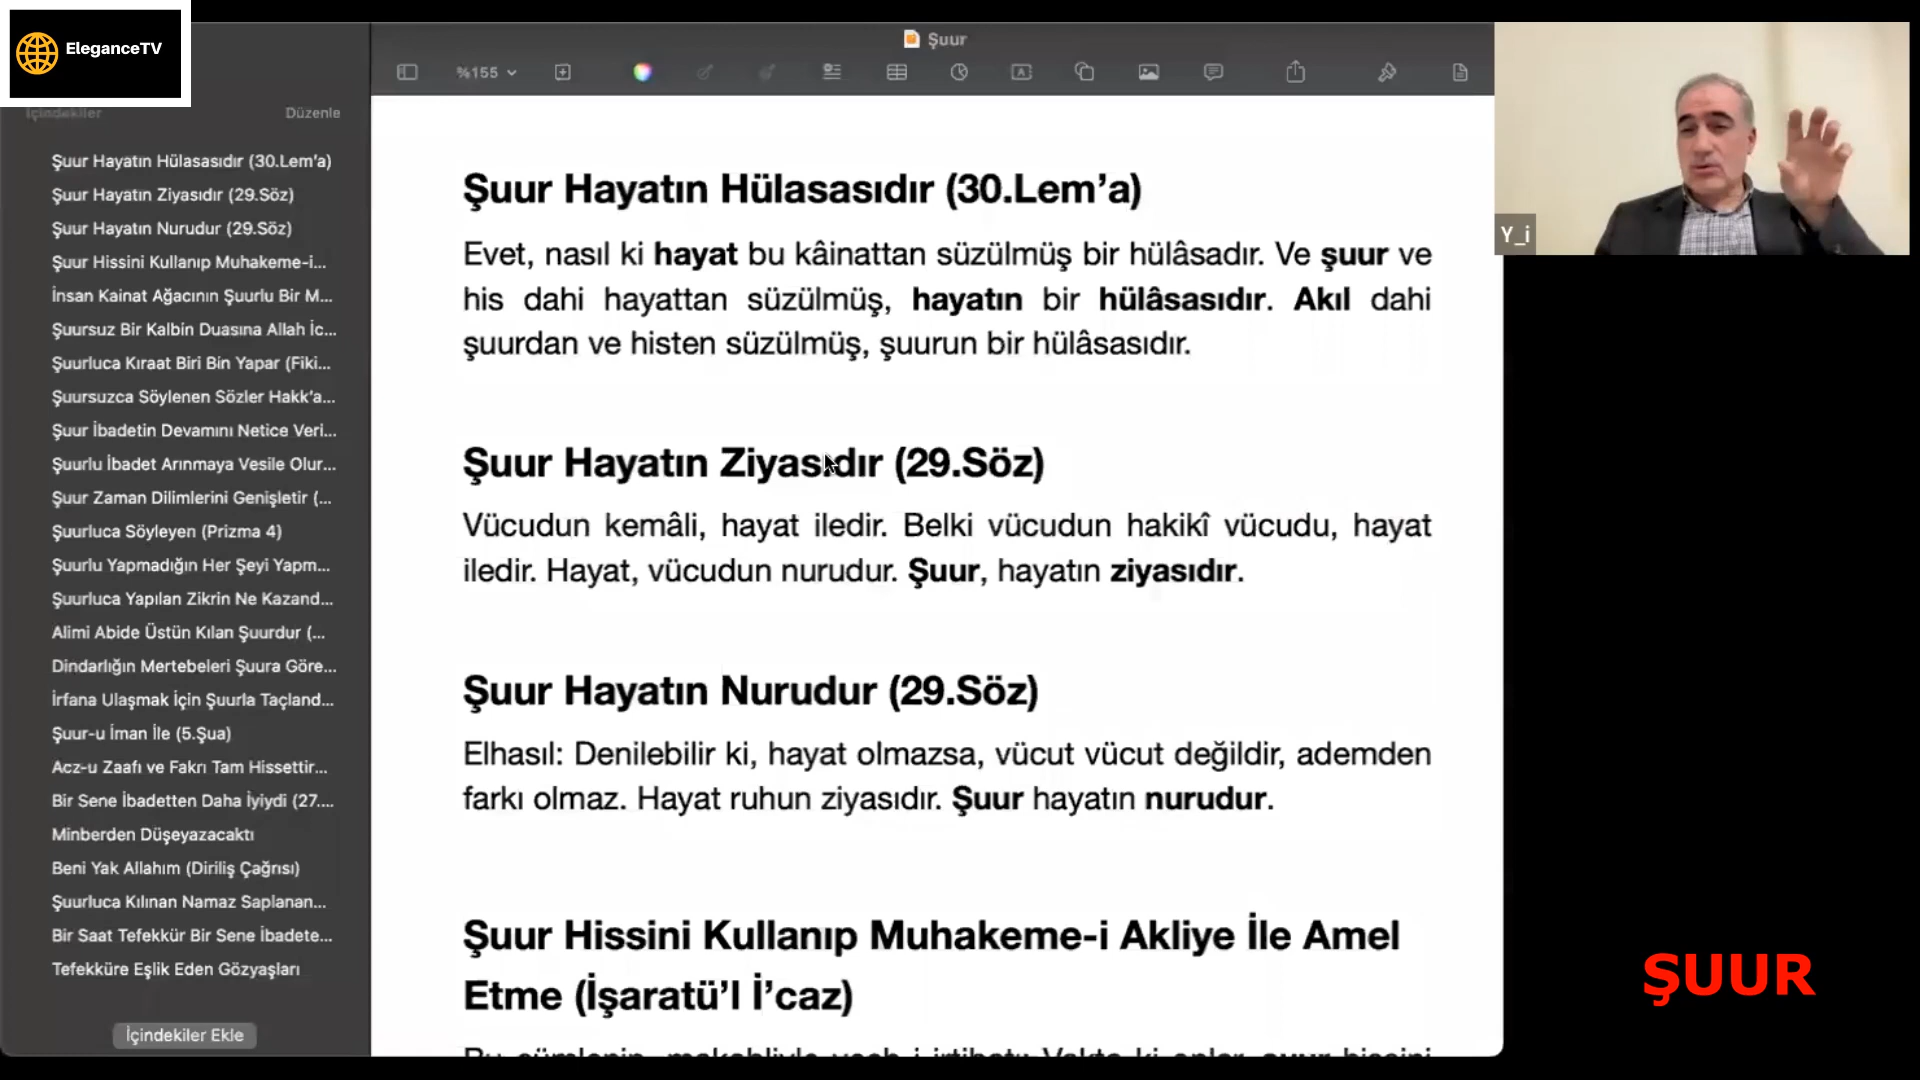 EleganceTV
Şuur
%155
İçindekiler
Düzenle
Şuur Hayatın Hülasasıdır (30.Lem’a)
Şuur Hayatın Ziyasıdır (29.Söz)
Şuur Hayatın Nurudur (29.Söz)
Şuur Hissini Kullanıp Muhakeme-i...
İnsan Kainat Ağacının Şuurlu Bir M...
Şuursuz Bir Kalbin Duasına Allah İc...
Şuurluca Kıraat Biri Bin Yapar (Fiki...
Şuursuzca Söylenen Sözler Hakk’a...
Şuur İbadetin Devamını Netice Veri...
Şuurlu İbadet Arınmaya Vesile Olur...
Şuur Zaman Dilimlerini Genişletir (...
Şuurluca Söyleyen (Prizma 4)
Şuurlu Yapmadığın Her Şeyi Yapm...
Şuurluca Yapılan Zikrin Ne Kazand...
Alimi Abide Üstün Kılan Şuurdur (...
Dindarlığın Mertebeleri Şuura Göre...
İrfana Ulaşmak İçin Şuurla Taçland...
Şuur-u İman İle (5.Şua)
Acz-u Zaafı ve Fakrı Tam Hissettir...
Bir Sene İbadetten Daha İyiydi (27....
Minberden Düşeyazacaktı
Beni Yak Allahım (Diriliş Çağrısı)
Şuurluca Kılınan Namaz Saplanan...
Bir Saat Tefekkür Bir Sene İbadete...
Tefekküre Eşlik Eden Gözyaşları
İçindekiler Ekle
Şuur Hayatın Hülasasıdır (30.Lem’a)
Evet, nasıl ki hayat bu kâinattan süzülmüş bir hülâsadır. Ve şuur ve
his dahi hayattan süzülmüş, hayatın bir hülâsasıdır. Akıl dahi
şuurdan ve histen süzülmüş, şuurun bir hülâsasıdır.
Şuur Hayatın Ziyasıdır (29.Söz)
Vücudun kemâli, hayat iledir. Belki vücudun hakikî vücudu, hayat
iledir. Hayat, vücudun nurudur. Şuur, hayatın ziyasıdır.
Şuur Hayatın Nurudur (29.Söz)
Elhasıl: Denilebilir ki, hayat olmazsa, vücut vücut değildir, ademden
farkı olmaz. Hayat ruhun ziyasıdır. Şuur hayatın nurudur.
Şuur Hissini Kullanıp Muhakeme-i Akliye İle Amel
Etme (İşaratü’l İ’caz)
Y_i
ŞUUR